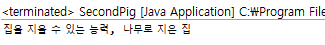 <terminated> SecondPig [Java Application] C:₩Program File
집을 지을 수 있는 능력, 나무로 지은 집